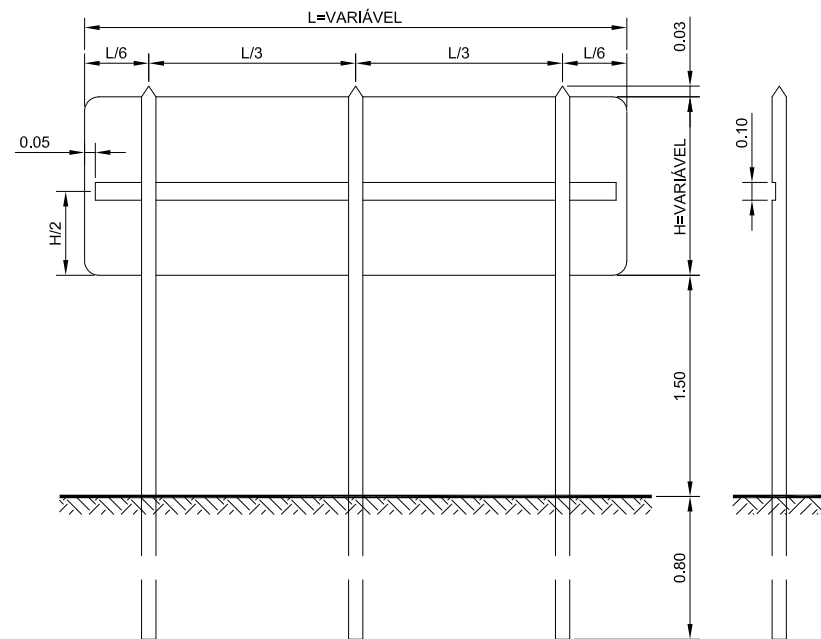 L=VARIÁVEL
L/6
L/3
L/3
L/6
0.03
0.05
H=VARIÁVEL
0.10
H/2
1.50
0.80